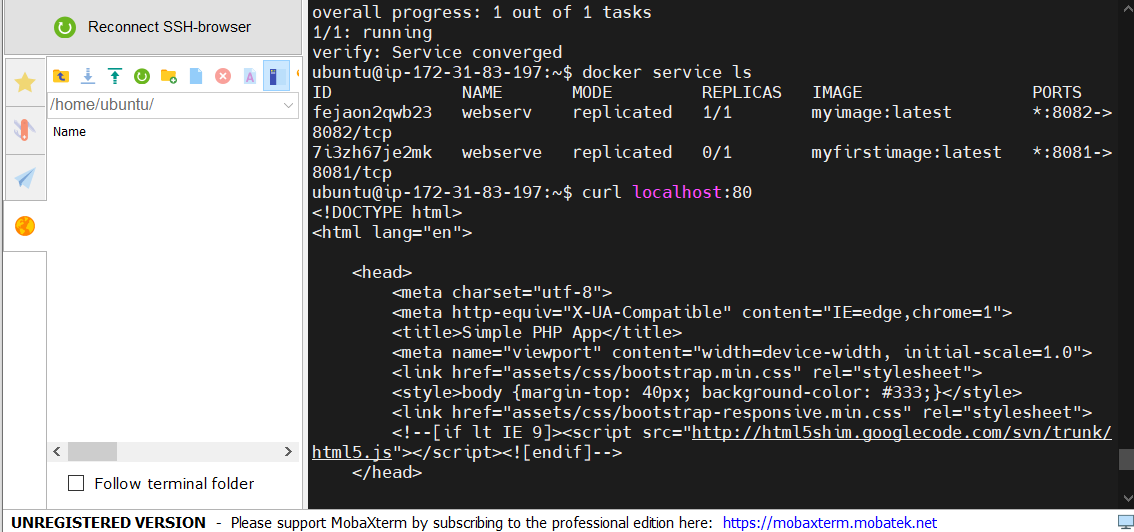 Reconnect SSH-browser
/home/ubuntu/
Name
Follow terminal folder
overall progress: 1 out of 1 tasks
1/1: running
verify: Service converged
ubuntu@ip-172-31-83-197:~$ docker service ls
ID             NAME       MODE         REPLICAS   IMAGE                 PORTS
fejaon2qwb23   webserv    replicated   1/1        myimage:latest        *:8082->
8082/tcp
7i3zh67je2mk   webserve   replicated   0/1        myfirstimage:latest   *:8081->
8081/tcp
ubuntu@ip-172-31-83-197:~$ curl localhost:80
<!DOCTYPE html>
<html lang="en">
    <head>
        <meta charset="utf-8">
        <meta http-equiv="X-UA-Compatible" content="IE=edge,chrome=1">
        <title>Simple PHP App</title>
        <meta name="viewport" content="width=device-width, initial-scale=1.0">
        <link href="assets/css/bootstrap.min.css" rel="stylesheet">
        <style>body {margin-top: 40px; background-color: #333;}</style>
        <link href="assets/css/bootstrap-responsive.min.css" rel="stylesheet">
        <!--[if lt IE 9]><script src="http://html5shim.googlecode.com/svn/trunk/
html5.js"></script><![endif]-->
    </head>
UNREGISTERED VERSION - Please support MobaXterm by subscribing to the professional edition here: https://mobaxterm.mobatek.net